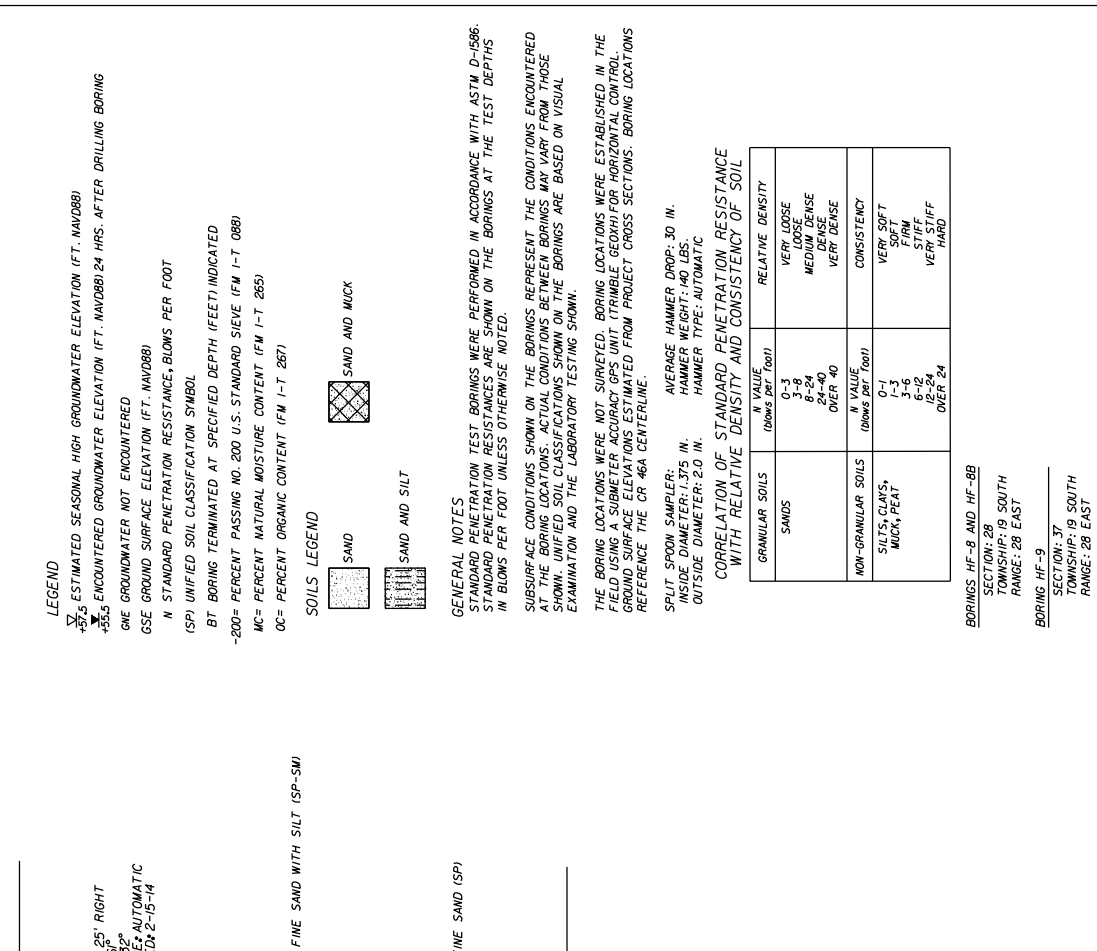 LEGEND
+57.5 ESTIMATED SEASONAL HIGH GROUNDWATER ELEVATION (FT. NAVD88)
+55.5 ENCOUNTERED GROUNDWATER ELEVATION (FT. NAVD88) 24 HRS. AFTER DRILLING BORING
GNE GROUNDWATER NOT ENCOUNTERED
GSE GROUND SURFACE ELEVATION (FT. NAVD88)
N STANDARD PENETRATION RESISTANCE, BLOWS PER FOOT
(SP) UNIFIED SOIL CLASSIFICATION SYMBOL
BT BORING TERMINATED AT SPECIFIED DEPTH (FEET) INDICATED
-200= PERCENT PASSING NO. 200 U.S. STANDARD SIEVE (FM 1-T 088)
MC= PERCENT NATURAL MOISTURE CONTENT (FM 1-T 265)
OC= PERCENT ORGANIC CONTENT (FM 1-T 267)
SOILS LEGEND
SAND
SAND AND MUCK
SAND AND SILT
GENERAL NOTES
STANDARD PENETRATION TEST BORINGS WERE PERFORMED IN ACCORDANCE WITH ASTM D-1586.
STANDARD PENETRATION RESISTANCES ARE SHOWN ON THE BORINGS AT THE TEST DEPTHS
IN BLOWS PER FOOT UNLESS OTHERWISE NOTED.
SUBSURFACE CONDITIONS SHOWN ON THE BORINGS REPRESENT THE CONDITIONS ENCOUNTERED
AT THE BORING LOCATIONS. ACTUAL CONDITIONS BETWEEN BORINGS MAY VARY FROM THOSE
SHOWN. UNIFIED SOIL CLASSIFICATIONS SHOWN ON THE BORINGS ARE BASED ON VISUAL
EXAMINATION AND THE LABORATORY TESTING SHOWN.
THE BORING LOCATIONS WERE NOT SURVEYED. BORING LOCATIONS WERE ESTABLISHED IN THE
FIELD USING A SUBMETER ACCURACY GPS UNIT (TRIMBLE GEOXH) FOR HORIZONTAL CONTROL.
GROUND SURFACE ELEVATIONS ESTIMATED FROM PROJECT CROSS SECTIONS. BORING LOCATIONS
REFERENCE THE CR 46A CENTERLINE.
SPLIT SPOON SAMPLER: AVERAGE HAMMER DROP: 30 IN.
INSIDE DIAMETER: 1.375 IN. HAMMER WEIGHT: 140 LBS.
OUTSIDE DIAMETER: 2.0 IN. HAMMER TYPE: AUTOMATIC
CORRELATION OF STANDARD PENETRATION RESISTANCE
WITH RELATIVE DENSITY AND CONSISTENCY OF SOIL
GRANULAR SOILS N VALUE (blows per foot) RELATIVE DENSITY
SANDS 0-3 VERY LOOSE
3-8 LOOSE
8-24 MEDIUM DENSE
24-40 DENSE
OVER 40 VERY DENSE
NON-GRANULAR SOILS N VALUE (blows per foot) CONSISTENCY
SILTS, CLAYS, 0-1 VERY SOFT
MUCK, PEAT 1-3 SOFT
3-6 FIRM
6-12 STIFF
12-24 VERY STIFF
OVER 24 HARD
BORINGS HF-8 AND HF-8B
SECTION: 28
TOWNSHIP: 19 SOUTH
RANGE: 28 EAST
BORING HF-9
SECTION: 37
TOWNSHIP: 19 SOUTH
RANGE: 28 EAST
25' RIGHT
AUTOMATIC
2-15-14
FINE SAND WITH SILT (SP-SM)
SAND (SP)